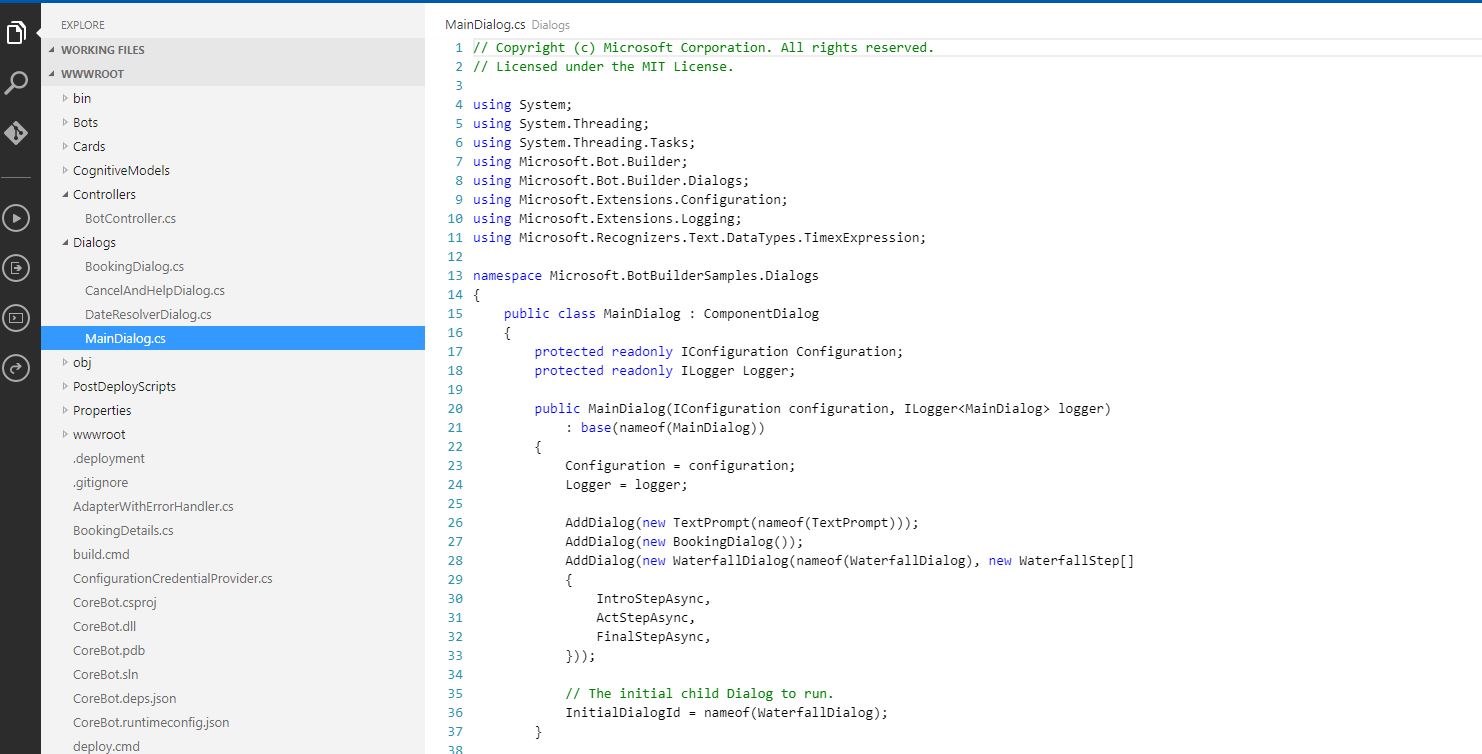 EXPLORE
WORKING FILES
WWWROOT
bin
Bots
Cards
CognitiveModels
Controllers
BotController.cs
Dialogs
BookingDialog.cs
CancelAndHelpDialog.cs
DateResolverDialog.cs
MainDialog.cs
obj
PostDeployScripts
Properties
wwwroot
.deployment
.gitignore
AdapterWithErrorHandler.cs
BookingDetails.cs
build.cmd
ConfigurationCredentialProvider.cs
CoreBot.csproj
CoreBot.dll
CoreBot.pdb
CoreBot.sln
CoreBot.deps.json
CoreBot.runtimeconfig.json
deploy.cmd
MainDialog.cs Dialogs
1 // Copyright (c) Microsoft Corporation. All rights reserved.
2 // Licensed under the MIT License.
3
4 using System;
5 using System.Threading;
6 using System.Threading.Tasks;
7 using Microsoft.Bot.Builder;
8 using Microsoft.Bot.Builder.Dialogs;
9 using Microsoft.Extensions.Configuration;
10 using Microsoft.Extensions.Logging;
11 using Microsoft.Recognizers.Text.DataTypes.TimexExpression;
12
13 namespace Microsoft.BotBuilderSamples.Dialogs
14 {
15     public class MainDialog : ComponentDialog
16     {
17         protected readonly IConfiguration Configuration;
18         protected readonly ILogger Logger;
19
20         public MainDialog(IConfiguration configuration, ILogger<MainDialog> logger)
21             : base(nameof(MainDialog))
22         {
23             Configuration = configuration;
24             Logger = logger;
25
26             AddDialog(new TextPrompt(nameof(TextPrompt)));
27             AddDialog(new BookingDialog());
28             AddDialog(new WaterfallDialog(nameof(WaterfallDialog), new WaterfallStep[]
29             {
30                 IntroStepAsync,
31                 ActStepAsync,
32                 FinalStepAsync,
33             }));
34
35             // The initial child Dialog to run.
36             InitialDialogId = nameof(WaterfallDialog);
37         }
38